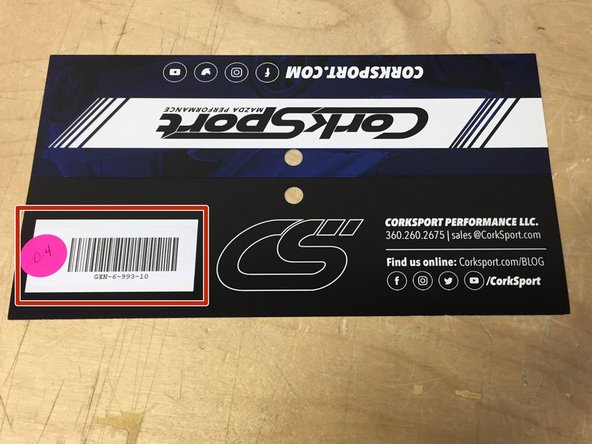 CORKSPORT.COM
CorkSport
MAZDA PERFORMANCE
CORKSPORT PERFORMANCE LLC.
360.260.2675 | sales @CorkSport.com
Find us online: Corksport.com/BLOG
/CorkSport
CS
GEN-6-993-10